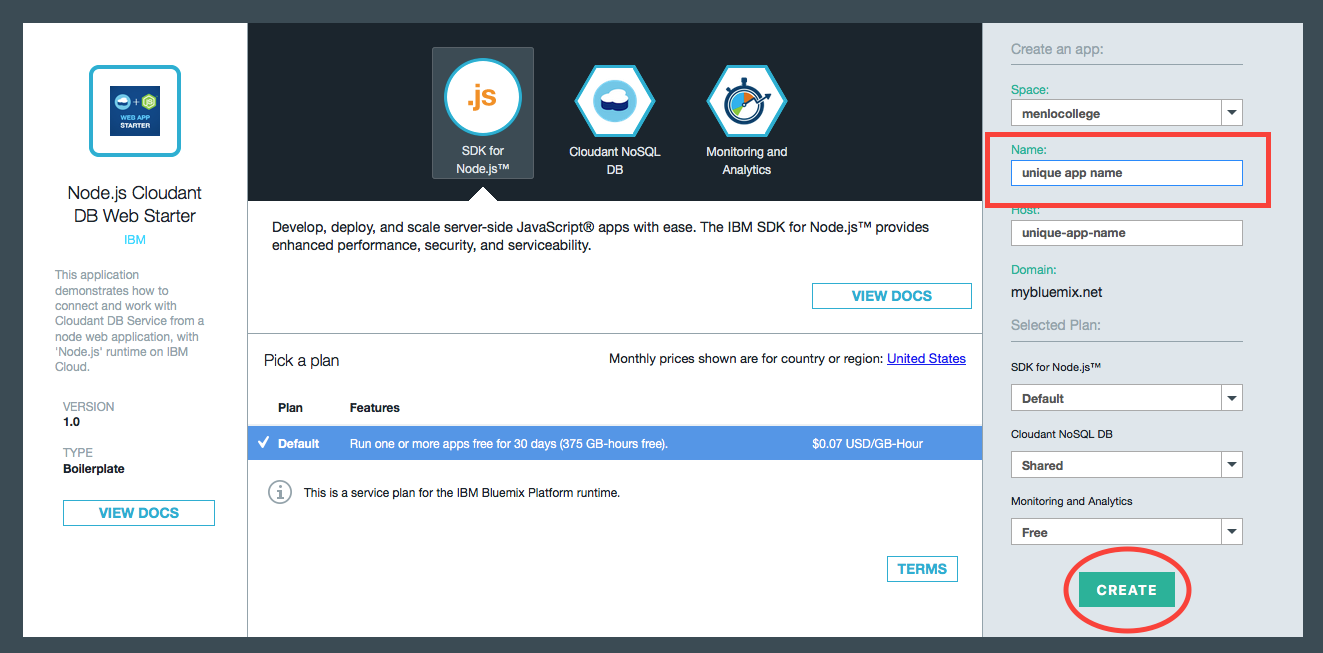 WEB APP
STARTER
Node.js Cloudant
DB Web Starter
IBM
This application
demonstrates how to
connect and work with
Cloudant DB Service from a
node web application, with
'Node.js' runtime on IBM
Cloud.
VERSION
1.0
TYPE
Boilerplate
VIEW DOCS
.js
SDK for
Node.js™
Cloudant NoSQL
DB
Monitoring and
Analytics
Develop, deploy, and scale server-side JavaScript® apps with ease. The IBM SDK for Node.js™ provides
enhanced performance, security, and serviceability.
VIEW DOCS
Pick a plan
Monthly prices shown are for country or region: United States
Plan Features
Default Run one or more apps free for 30 days (375 GB-hours free). $0.07 USD/GB-Hour
This is a service plan for the IBM Bluemix Platform runtime.
TERMS
Create an app:
Space:
menlocollege
Name:
unique app name
Host:
unique-app-name
Domain:
mybluemix.net
Selected Plan:
SDK for Node.js™
Default
Cloudant NoSQL DB
Shared
Monitoring and Analytics
Free
CREATE